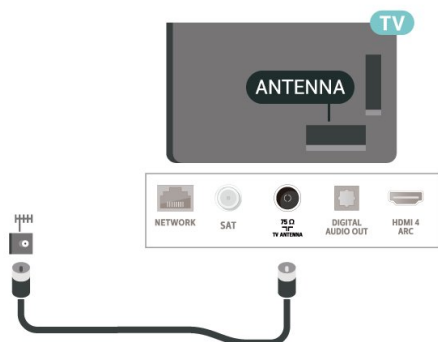 TV
ANTENNA
NETWORK
SAT
75 Ω
TV ANTENNA
DIGITAL
AUDIO OUT
HDMI 4
ARC